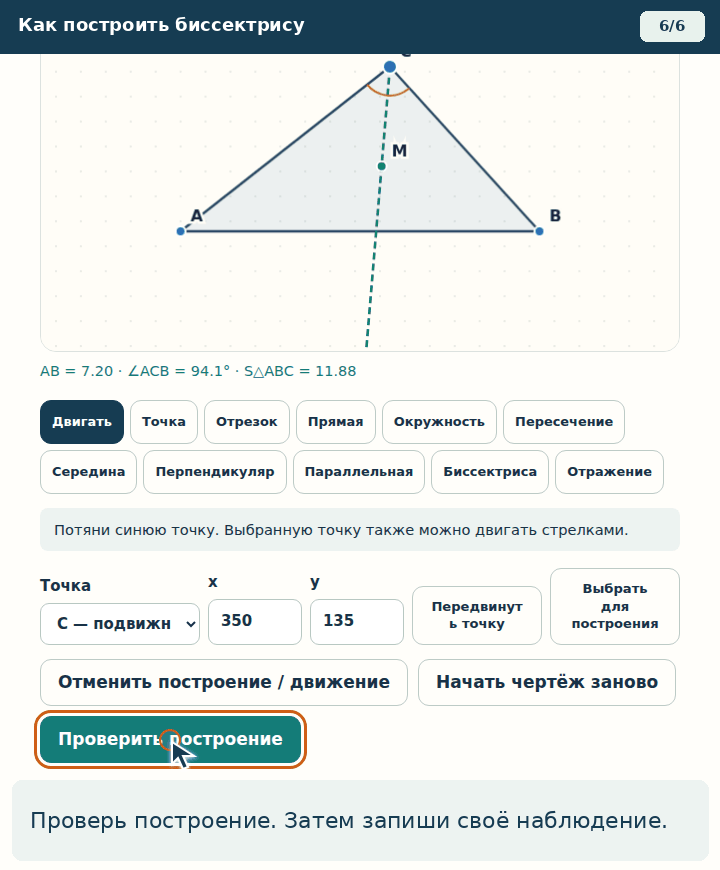 Как построить биссектрису
6/6
C
M
A
B
AB = 7.20 · ∠ACB = 94.1° · S△ABC = 11.88
Двигать
Точка
Отрезок
Прямая
Окружность
Пересечение
Середина
Перпендикуляр
Параллельная
Биссектриса
Отражение
Потяни синюю точку. Выбранную точку также можно двигать стрелками.
Точка
x
y
C — подвижн
350
135
Передвинут
ь точку
Выбрать
для
построения
Отменить построение / движение
Начать чертёж заново
Проверить построение
Проверь построение. Затем запиши своё наблюдение.